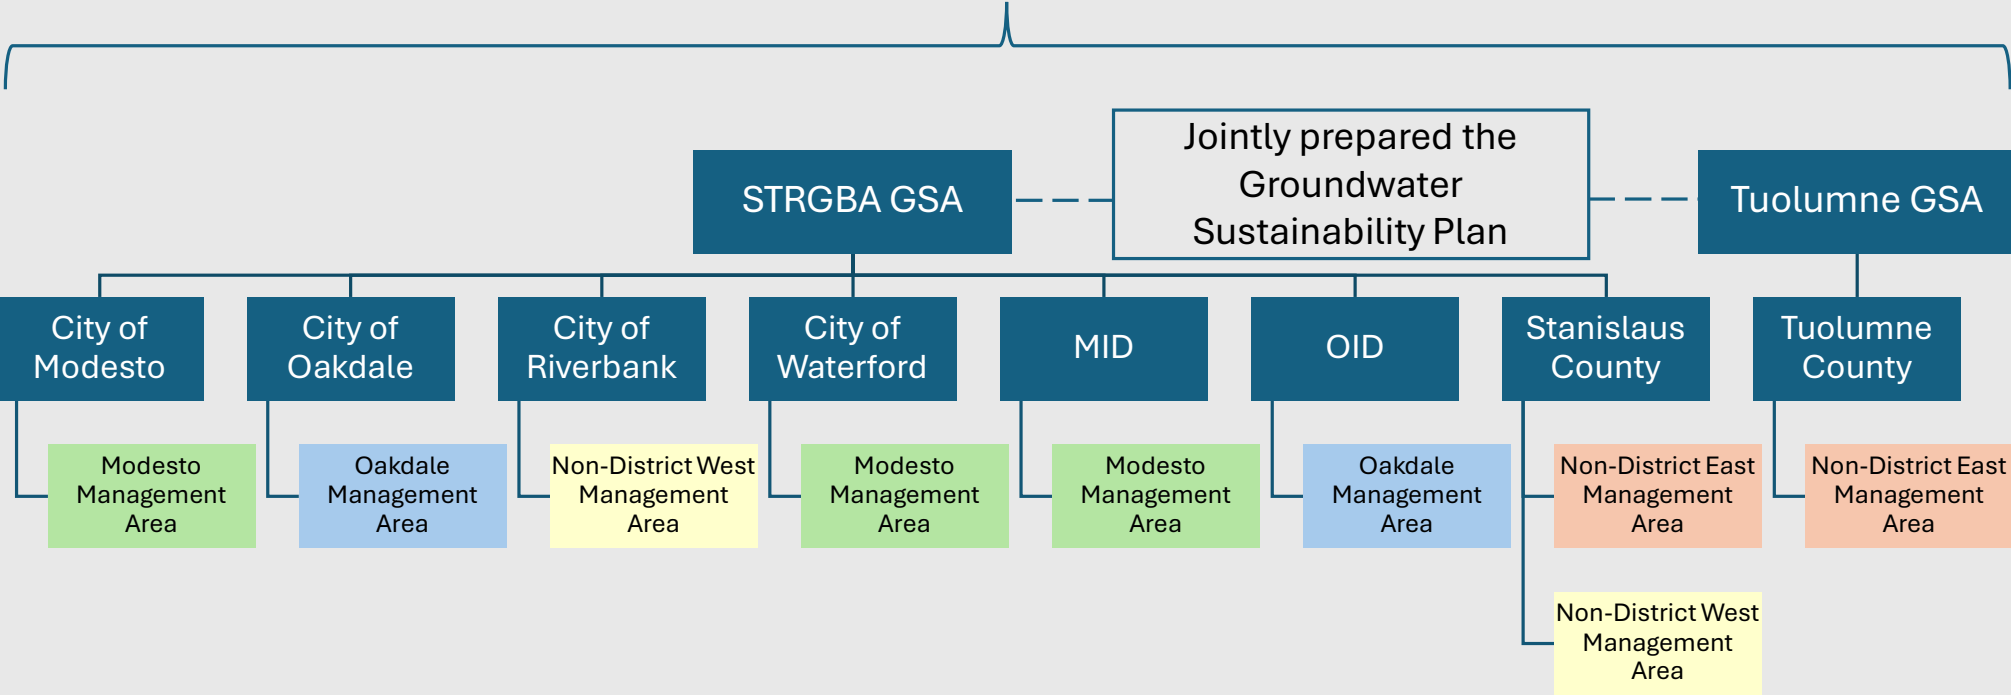 Jointly prepared the
Groundwater
Sustainability Plan
STRGBA GSA
Tuolumne GSA
City of
Modesto
City of
Oakdale
City of
Riverbank
City of
Waterford
MID
OID
Stanislaus
County
Tuolumne
County
Modesto
Management
Area
Oakdale
Management
Area
Non-District West
Management
Area
Modesto
Management
Area
Modesto
Management
Area
Oakdale
Management
Area
Non-District East
Management
Area
Non-District East
Management
Area
Non-District West
Management
Area